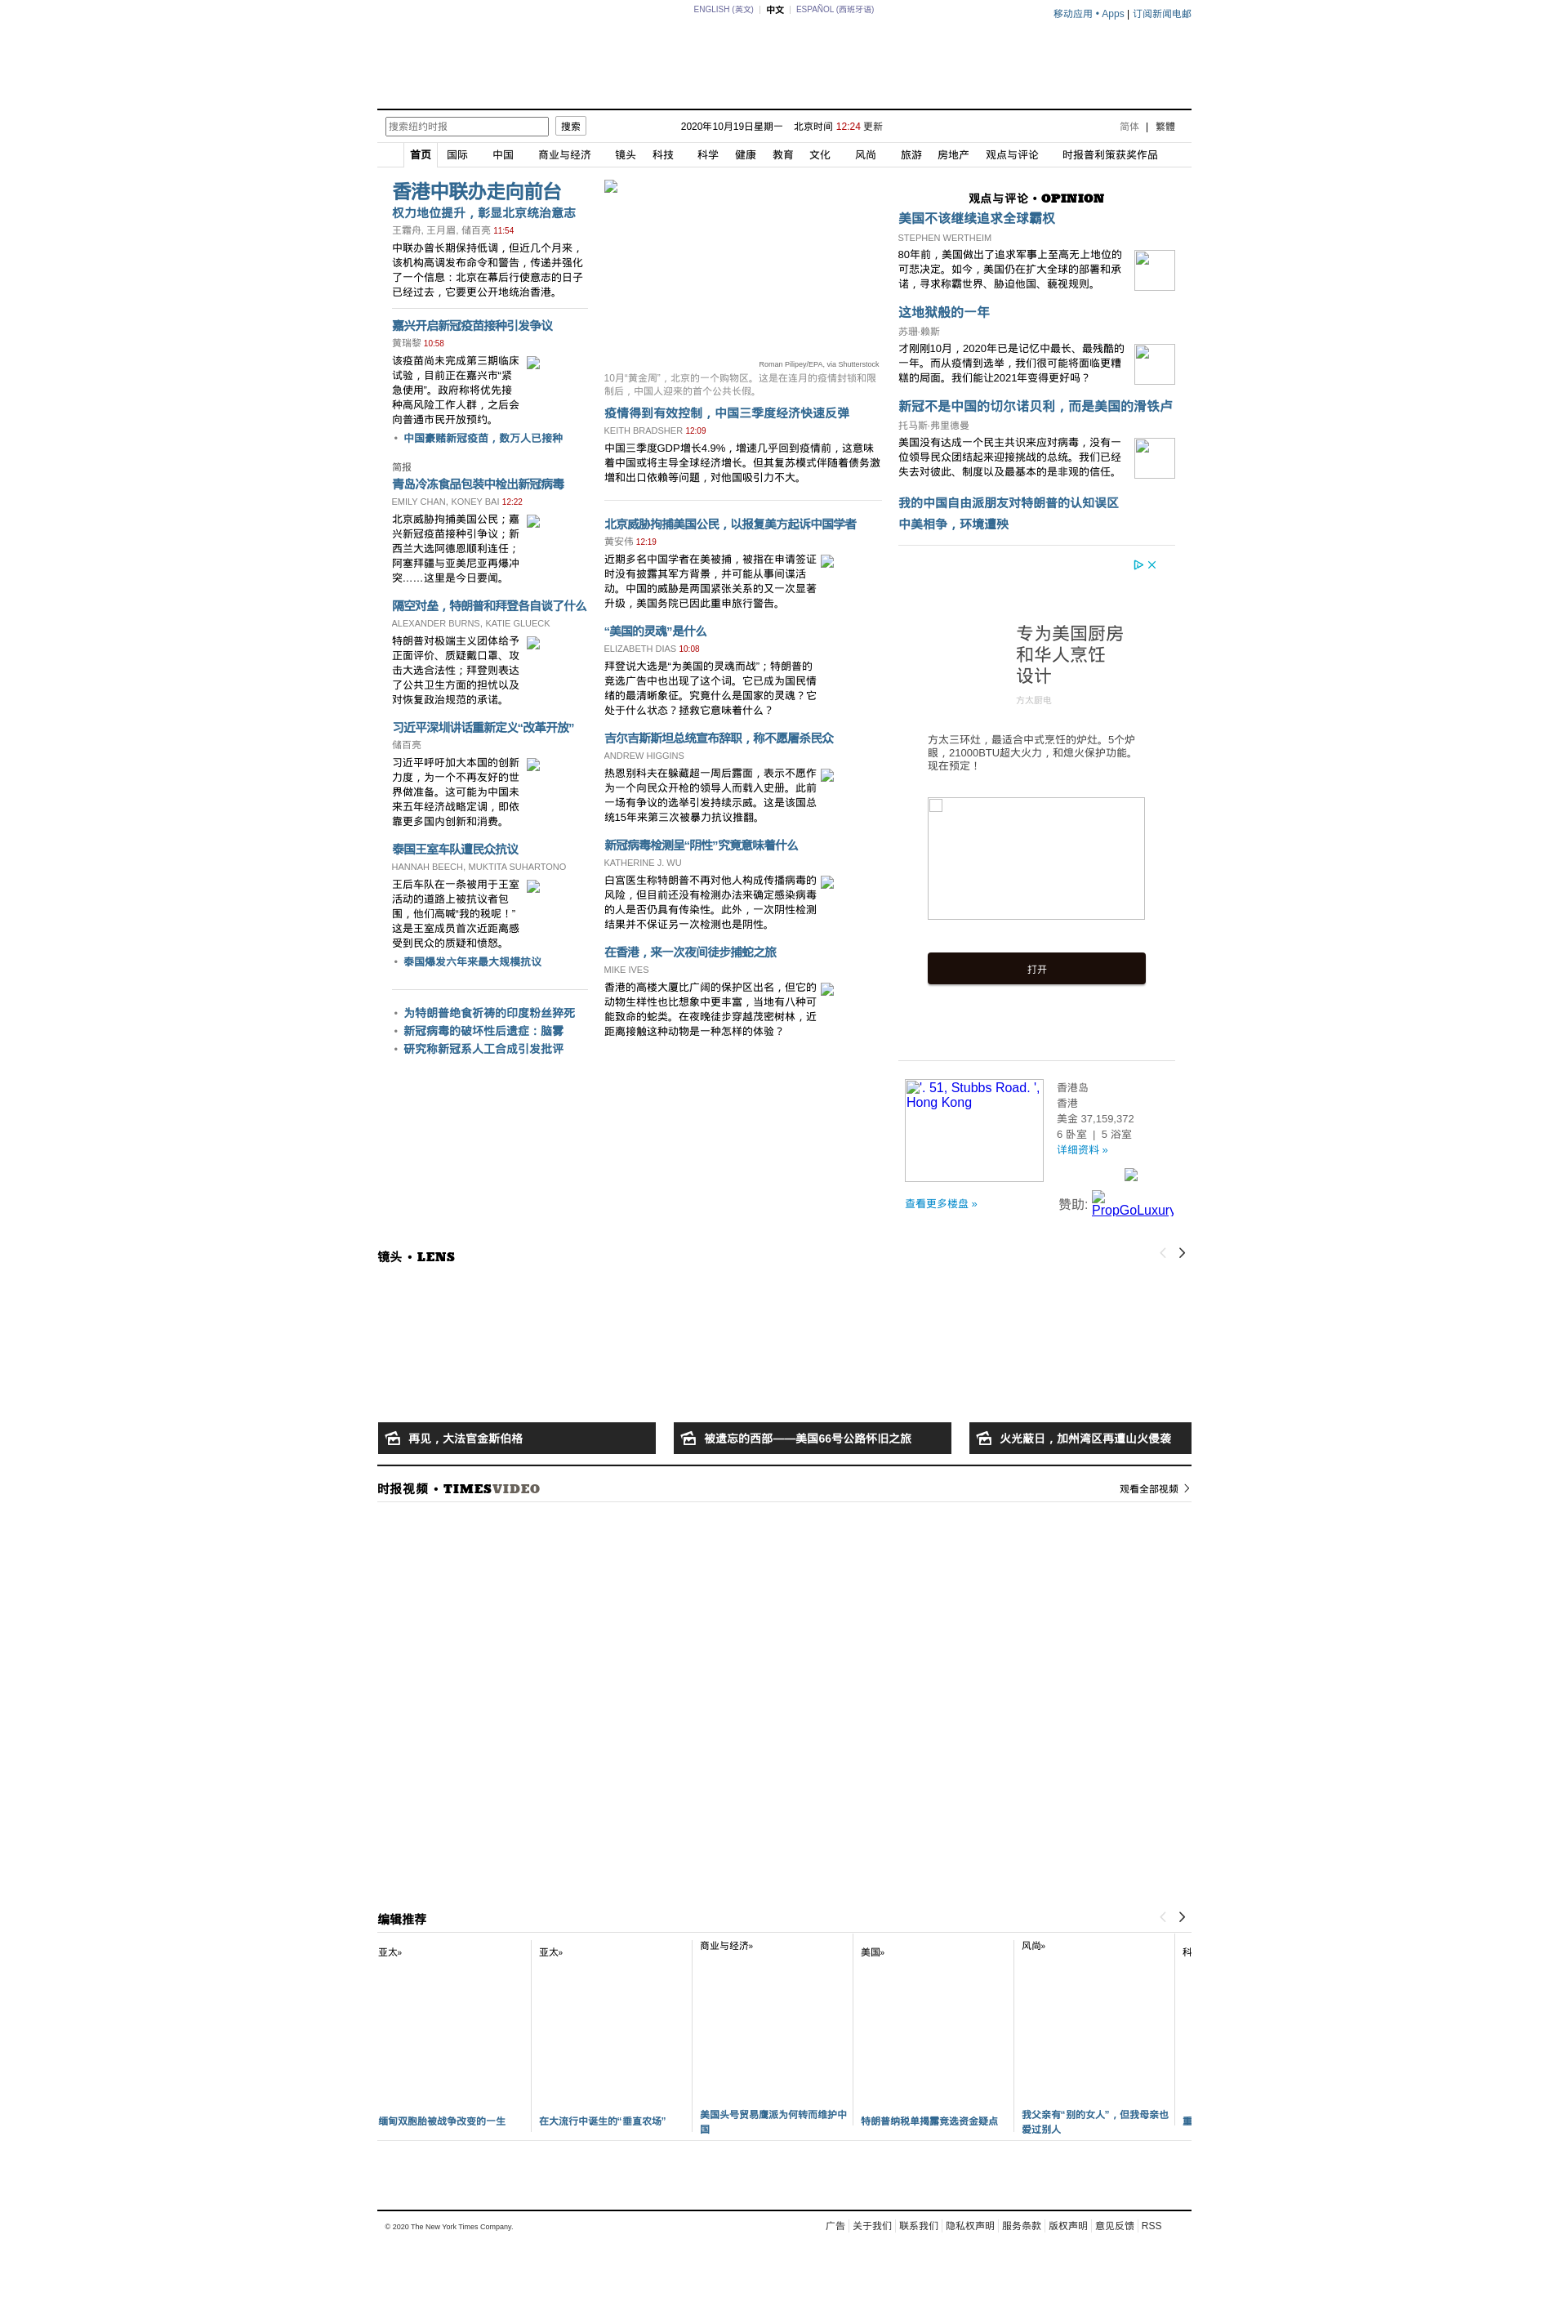 ENGLISH (英文) | 中文 | ESPAÑOL (西班牙语)
移动应用 • Apps | 订阅新闻电邮
搜索纽约时报
搜索
2020年10月19日星期一 北京时间 12:24 更新
简体 | 繁體
首页 国际 中国 商业与经济 镜头 科技 科学 健康 教育 文化 风尚 旅游 房地产 观点与评论 时报普利策获奖作品
香港中联办走向前台
权力地位提升，彰显北京统治意志
王霜舟, 王月眉, 储百亮 11:54
中联办曾长期保持低调，但近几个月来，
该机构高调发布命令和警告，传递并强化
了一个信息：北京在幕后行使意志的日子
已经过去，它要更公开地统治香港。
嘉兴开启新冠疫苗接种引发争议
黄瑞黎 10:58
该疫苗尚未完成第三期临床
试验，目前正在嘉兴市“紧
急使用”。政府称将优先接
种高风险工作人群，之后会
向普通市民开放预约。
• 中国豪赌新冠疫苗，数万人已接种
简报
青岛冷冻食品包装中检出新冠病毒
EMILY CHAN, KONEY BAI 12:22
北京威胁拘捕美国公民；嘉
兴新冠疫苗接种引争议；新
西兰大选阿德恩顺利连任；
阿塞拜疆与亚美尼亚再爆冲
突……这里是今日要闻。
隔空对垒，特朗普和拜登各自谈了什么
ALEXANDER BURNS, KATIE GLUECK
特朗普对极端主义团体给予
正面评价、质疑戴口罩、攻
击大选合法性；拜登则表达
了公共卫生方面的担忧以及
对恢复政治规范的承诺。
习近平深圳讲话重新定义“改革开放”
储百亮
习近平呼吁加大本国的创新
力度，为一个不再友好的世
界做准备。这可能为中国未
来五年经济战略定调，即依
靠更多国内创新和消费。
泰国王室车队遭民众抗议
HANNAH BEECH, MUKTITA SUHARTONO
王后车队在一条被用于王室
活动的道路上被抗议者包
围，他们高喊“我的税呢！”
这是王室成员首次近距离感
受到民众的质疑和愤怒。
• 泰国爆发六年来最大规模抗议
• 为特朗普绝食祈祷的印度粉丝猝死
• 新冠病毒的破坏性后遗症：脑雾
• 研究称新冠系人工合成引发批评
Roman Pilipey/EPA, via Shutterstock
10月“黄金周”，北京的一个购物区。这是在连月的疫情封锁和限
制后，中国人迎来的首个公共长假。
疫情得到有效控制，中国三季度经济快速反弹
KEITH BRADSHER 12:09
中国三季度GDP增长4.9%，增速几乎回到疫情前，这意味
着中国或将主导全球经济增长。但其复苏模式伴随着债务激
增和出口依赖等问题，对他国吸引力不大。
北京威胁拘捕美国公民，以报复美方起诉中国学者
黄安伟 12:19
近期多名中国学者在美被捕，被指在申请签证
时没有披露其军方背景，并可能从事间谍活
动。中国的威胁是两国紧张关系的又一次显著
升级，美国务院已因此重申旅行警告。
“美国的灵魂”是什么
ELIZABETH DIAS 10:08
拜登说大选是“为美国的灵魂而战”；特朗普的
竞选广告中也出现了这个词。它已成为国民情
绪的最清晰象征。究竟什么是国家的灵魂？它
处于什么状态？拯救它意味着什么？
吉尔吉斯斯坦总统宣布辞职，称不愿屠杀民众
ANDREW HIGGINS
热恩别科夫在躲藏超一周后露面，表示不愿作
为一个向民众开枪的领导人而载入史册。此前
一场有争议的选举引发持续示威。这是该国总
统15年来第三次被暴力抗议推翻。
新冠病毒检测呈“阴性”究竟意味着什么
KATHERINE J. WU
白宫医生称特朗普不再对他人构成传播病毒的
风险，但目前还没有检测办法来确定感染病毒
的人是否仍具有传染性。此外，一次阴性检测
结果并不保证另一次检测也是阴性。
在香港，来一次夜间徒步捕蛇之旅
MIKE IVES
香港的高楼大厦比广阔的保护区出名，但它的
动物生样性也比想象中更丰富，当地有八种可
能致命的蛇类。在夜晚徒步穿越茂密树林，近
距离接触这种动物是一种怎样的体验？
观点与评论 • OPINION
美国不该继续追求全球霸权
STEPHEN WERTHEIM
80年前，美国做出了追求军事上至高无上地位的
可悲决定。如今，美国仍在扩大全球的部署和承
诺，寻求称霸世界、胁迫他国、藐视规则。
这地狱般的一年
苏珊·赖斯
才刚刚10月，2020年已是记忆中最长、最残酷的
一年。而从疫情到选举，我们很可能将面临更糟
糕的局面。我们能让2021年变得更好吗？
新冠不是中国的切尔诺贝利，而是美国的滑铁卢
托马斯·弗里德曼
美国没有达成一个民主共识来应对病毒，没有一
位领导民众团结起来迎接挑战的总统。我们已经
失去对彼此、制度以及最基本的是非观的信任。
我的中国自由派朋友对特朗普的认知误区
中美相争，环境遭殃
专为美国厨房
和华人烹饪
设计
方太厨电
方太三环灶，最适合中式烹饪的炉灶。5个炉
眼，21000BTU超大火力，和熄火保护功能。
现在预定！
打开
'. 51, Stubbs Road. ',
Hong Kong
香港岛
香港
美金 37,159,372
6 卧室 | 5 浴室
详细资料 »
查看更多楼盘 »
赞助:
PropGoLuxury
镜头 • LENS
再见，大法官金斯伯格
被遗忘的西部——美国66号公路怀旧之旅
火光蔽日，加州湾区再遭山火侵袭
时报视频 • TIMESVIDEO
观看全部视频
编辑推荐
亚太»
亚太»
商业与经济»
美国»
风尚»
科
缅甸双胞胎被战争改变的一生
在大流行中诞生的“垂直农场”
美国头号贸易鹰派为何转而维护中
国
特朗普纳税单揭露竞选资金疑点
我父亲有“别的女人”，但我母亲也
爱过别人
重
© 2020 The New York Times Company.
广告 | 关于我们 | 联系我们 | 隐私权声明 | 服务条款 | 版权声明 | 意见反馈 | RSS